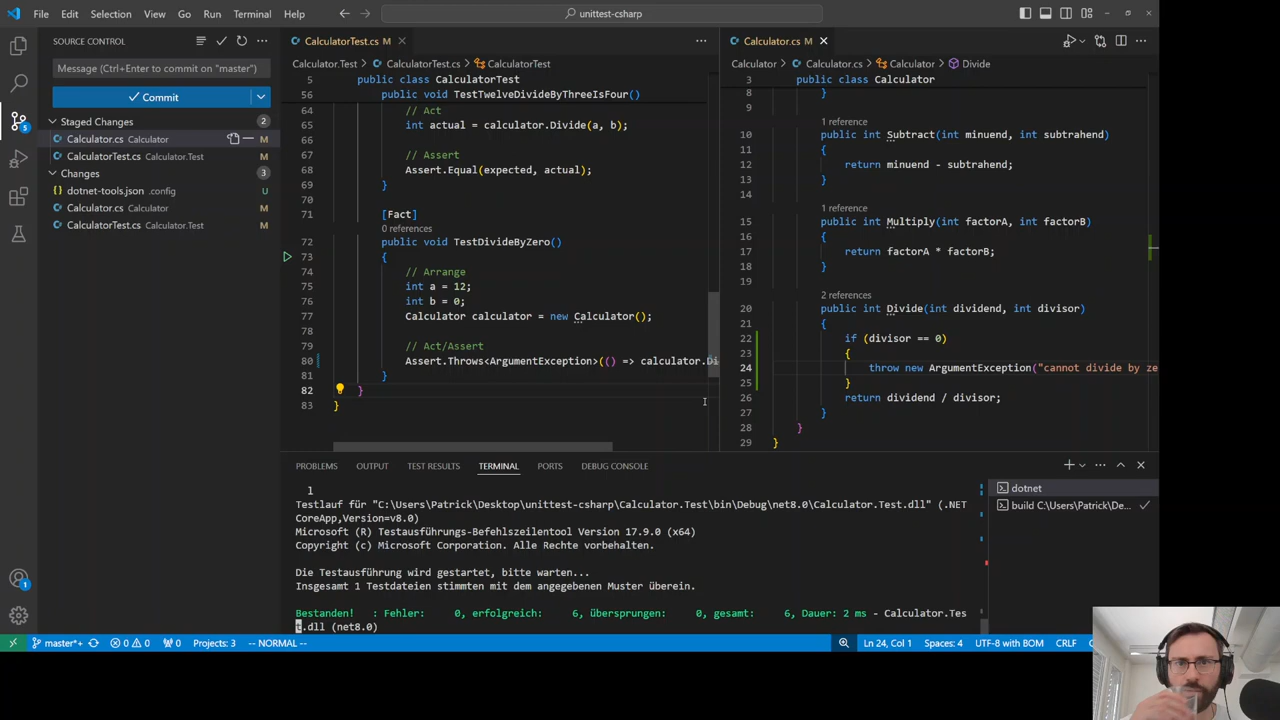 File Edit Selection View Go Run Terminal Help unittest-csharp
SOURCE CONTROL
Message (Ctrl+Enter to commit on "master")
Commit
Staged Changes 2
Calculator.cs Calculator M
CalculatorTest.cs Calculator.Test M
Changes 3
dotnet-tools.json .config U
Calculator.cs Calculator M
CalculatorTest.cs Calculator.Test M
5
1
CalculatorTest.cs M
Calculator.Test > CalculatorTest.cs > CalculatorTest
5 public class CalculatorTest
56 public void TestTwelveDivideByThreeIsFour()
64 // Act
65 int actual = calculator.Divide(a, b);
66
67 // Assert
68 Assert.Equal(expected, actual);
69 }
70
71 [Fact]
0 references
72 public void TestDivideByZero()
73 {
74 // Arrange
75 int a = 12;
76 int b = 0;
77 Calculator calculator = new Calculator();
78
79 // Act/Assert
80 Assert.Throws<ArgumentException>(() => calculator.Di
81 }
82 }
83 }
Calculator.cs M
Calculator > Calculator.cs > Calculator > Divide
3 public class Calculator
8 }
9
1 reference
10 public int Subtract(int minuend, int subtrahend)
11 {
12 return minuend - subtrahend;
13 }
14
1 reference
15 public int Multiply(int factorA, int factorB)
16 {
17 return factorA * factorB;
18 }
19
2 references
20 public int Divide(int dividend, int divisor)
21 {
22 if (divisor == 0)
23 {
24 throw new ArgumentException("cannot divide by ze
25 }
26 return dividend / divisor;
27 }
28 }
29 }
PROBLEMS OUTPUT TEST RESULTS TERMINAL PORTS DEBUG CONSOLE
l
Testlauf für "C:\Users\Patrick\Desktop\unittest-csharp\Calculator.Test\bin\Debug\net8.0\Calculator.Test.dll" (.NET
CoreApp,Version=v8.0)
Microsoft (R) Testausführungs-Befehlszeilentool Version 17.9.0 (x64)
Copyright (c) Microsoft Corporation. Alle Rechte vorbehalten.
Die Testausführung wird gestartet, bitte warten...
Insgesamt 1 Testdateien stimmten mit dem angegebenen Muster überein.
Bestanden! : Fehler: 0, erfolgreich: 6, übersprungen: 0, gesamt: 6, Dauer: 2 ms - Calculator.Tes
t.dll (net8.0)
dotnet
build C:\Users\Patrick\De...
master*+ 0 0 0 Projects: 3 -- NORMAL -- Ln 24, Col 1 Spaces: 4 UTF-8 with BOM CRLF